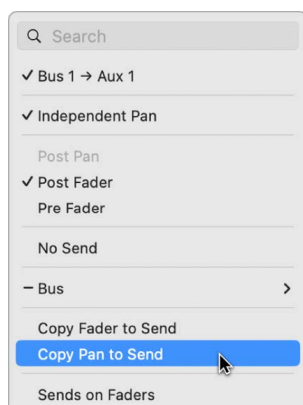 Search
✓ Bus 1 → Aux 1
✓ Independent Pan
Post Pan
✓ Post Fader
Pre Fader
No Send
– Bus >
Copy Fader to Send
Copy Pan to Send
Sends on Faders